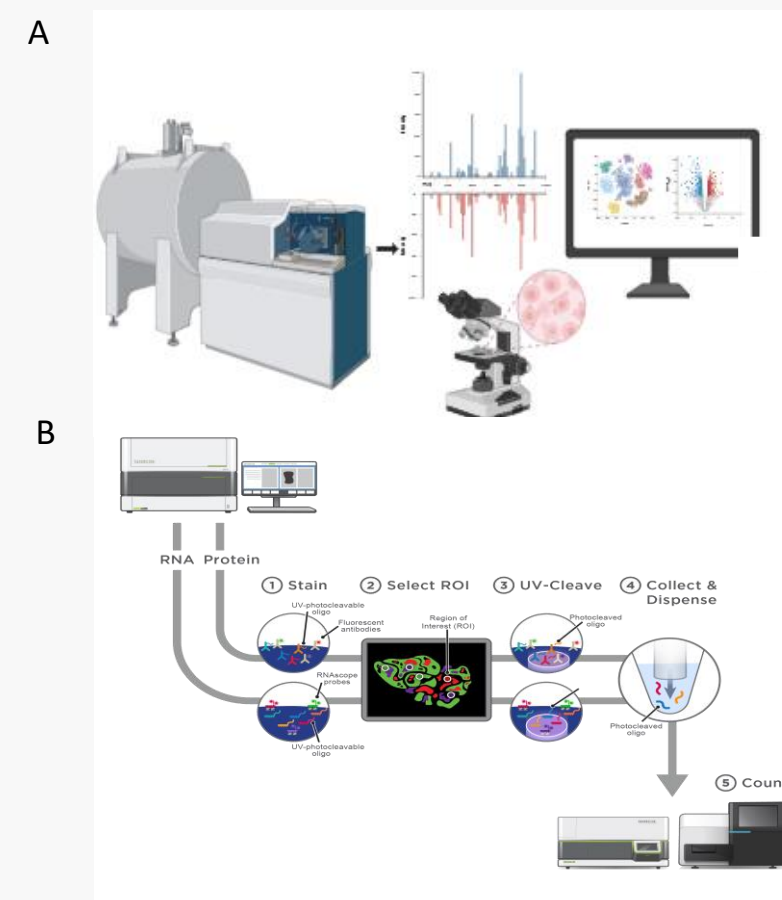 A
B
RNA Protein
① Stain
② Select ROI
③ UV-Cleave
④ Collect &
Dispense
UV-photocleavable
oligo
Fluorescent
antibodies
Region of
Interest (ROI)
Photocleaved
oligo
RNAscope
probes
UV-photocleavable
oligo
Photocleaved
oligo
⑤ Coun